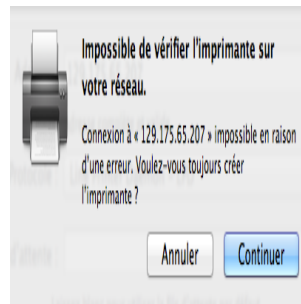 Impossible de vérifier l'imprimante sur
votre réseau.
Connexion à « 129.175.65.207 » impossible en raison
d'une erreur. Voulez-vous toujours créer
l'imprimante ?
Annuler
Continuer